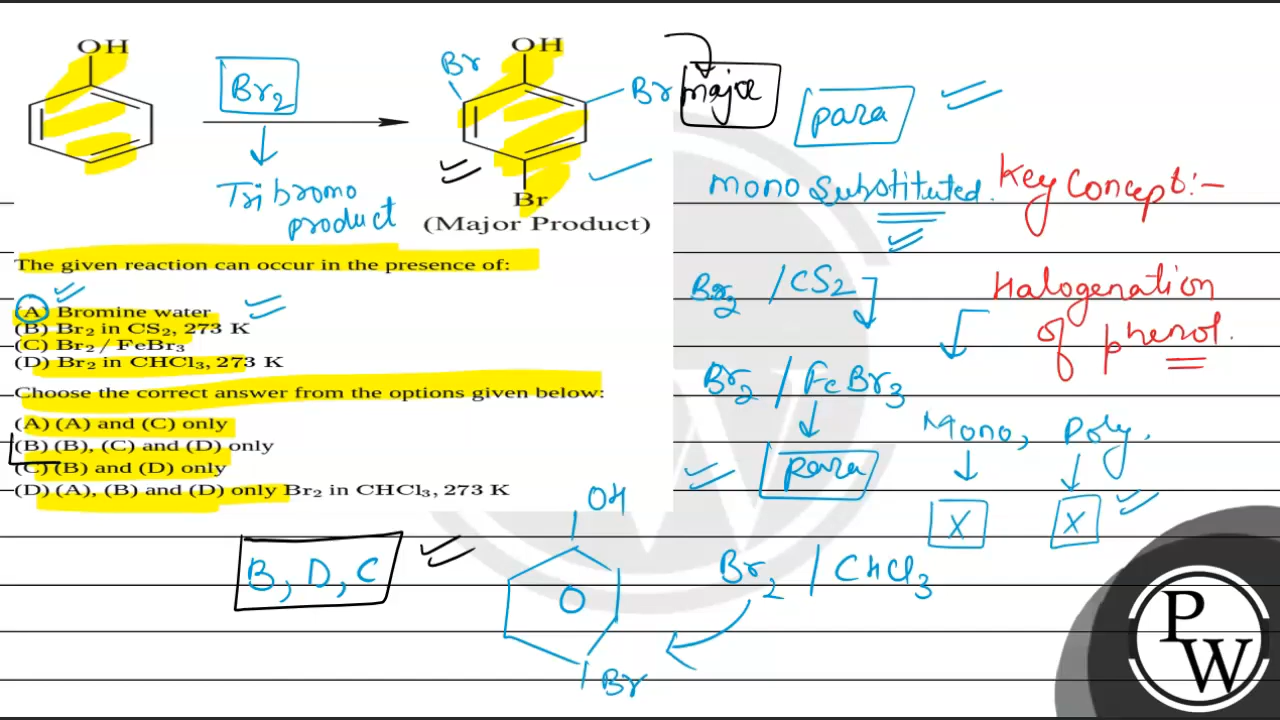 OH
Br2
Tri bromo
product
OH
Br
Br
Br
(Major Product)
major
para
mono substituted.
Key Concept:-
Halogenation
of phenol.
The given reaction can occur in the presence of:
(A) Bromine water
(B) Br2 in CS2, 273 K
(C) Br2 / FeBr3
(D) Br2 in CHCl3, 273 K
Choose the correct answer from the options given below:
(A) (A) and (C) only
(B) (B), (C) and (D) only
(C) (B) and (D) only
(D) (A), (B) and (D) only Br2 in CHCl3, 273 K
Br2 / CS2
Br2 / FeBr3
para
Mono, Poly.
X X
B, D, C
OH
Br
Br2 / CHCl3
P
W